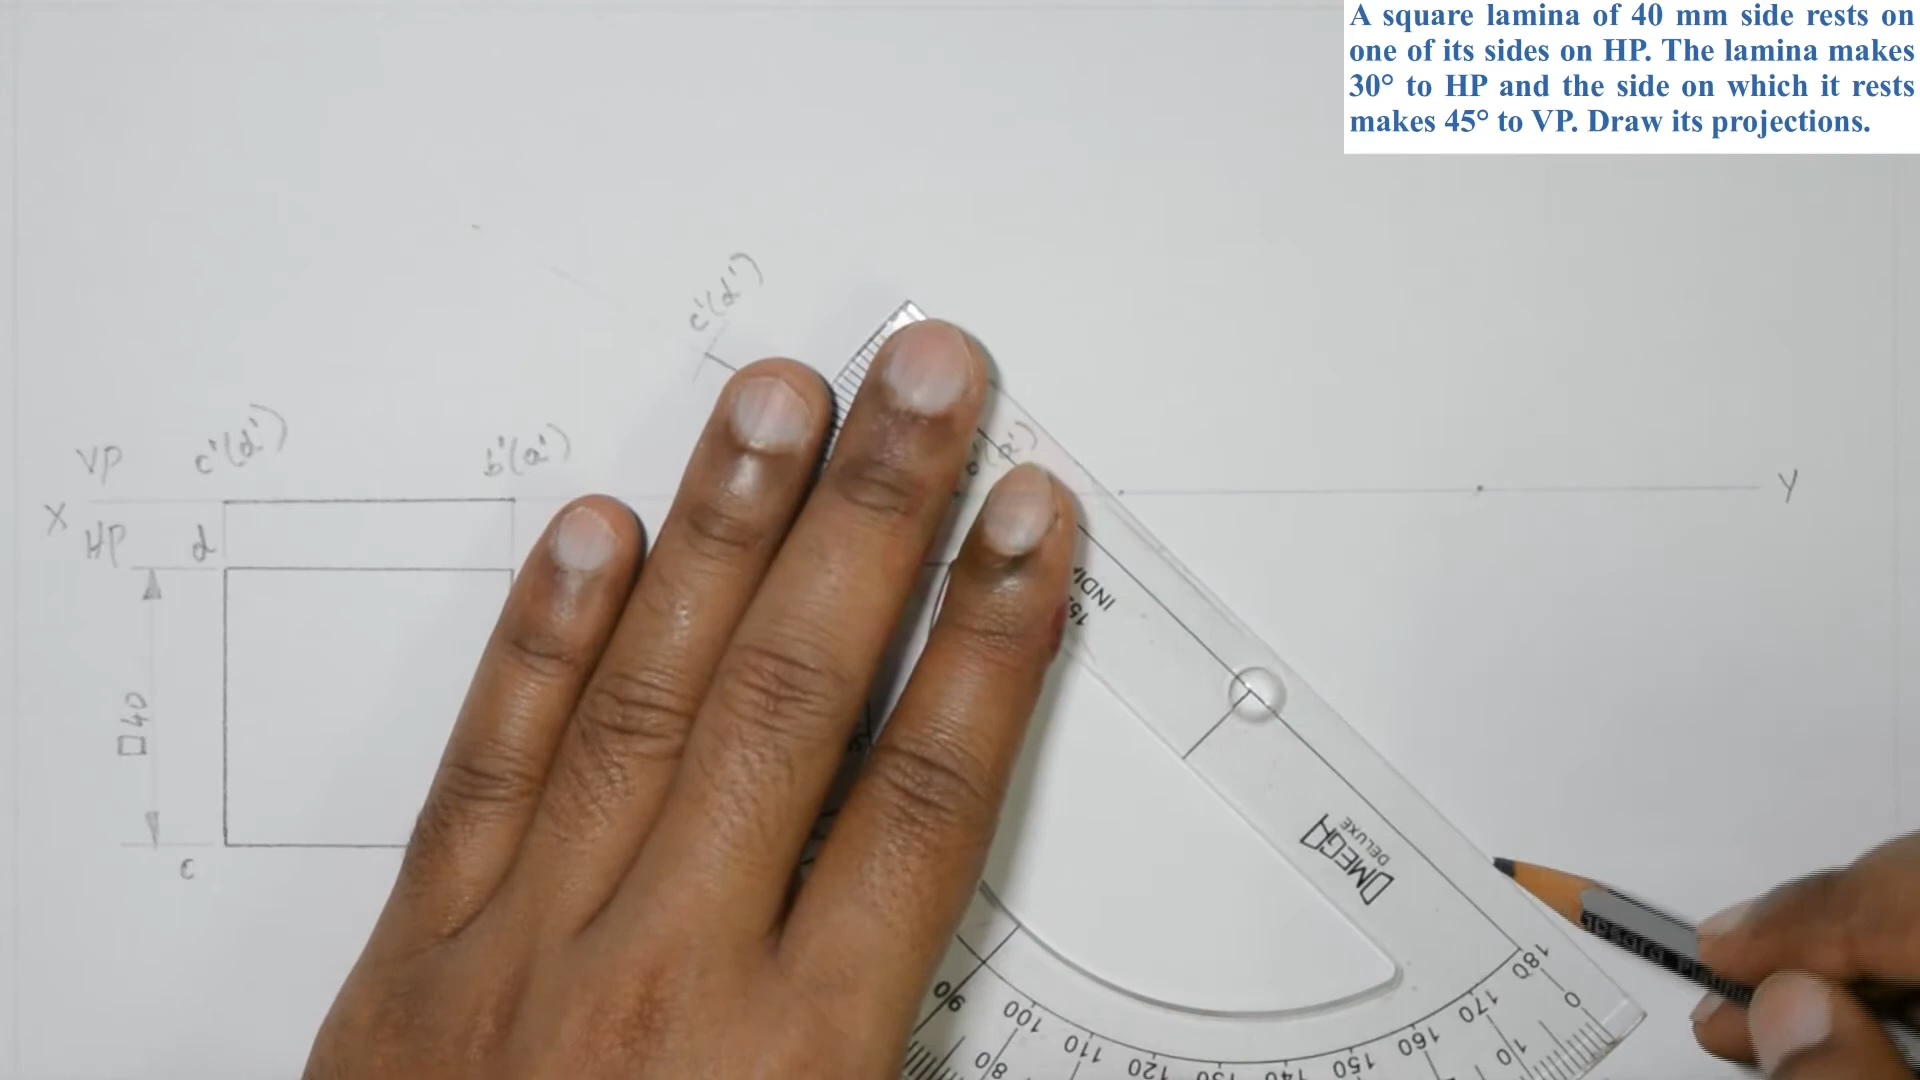 A square lamina of 40 mm side rests on
one of its sides on HP. The lamina makes
30° to HP and the side on which it rests
makes 45° to VP. Draw its projections.
c'(d')
VP
c'(d')
b'(a')
(a')
X
Y
HP
d
□40
c
INDIA
15
OMEGA
DELUXE
90
100
110
120
130
140
150
160
170
180
80
10
0